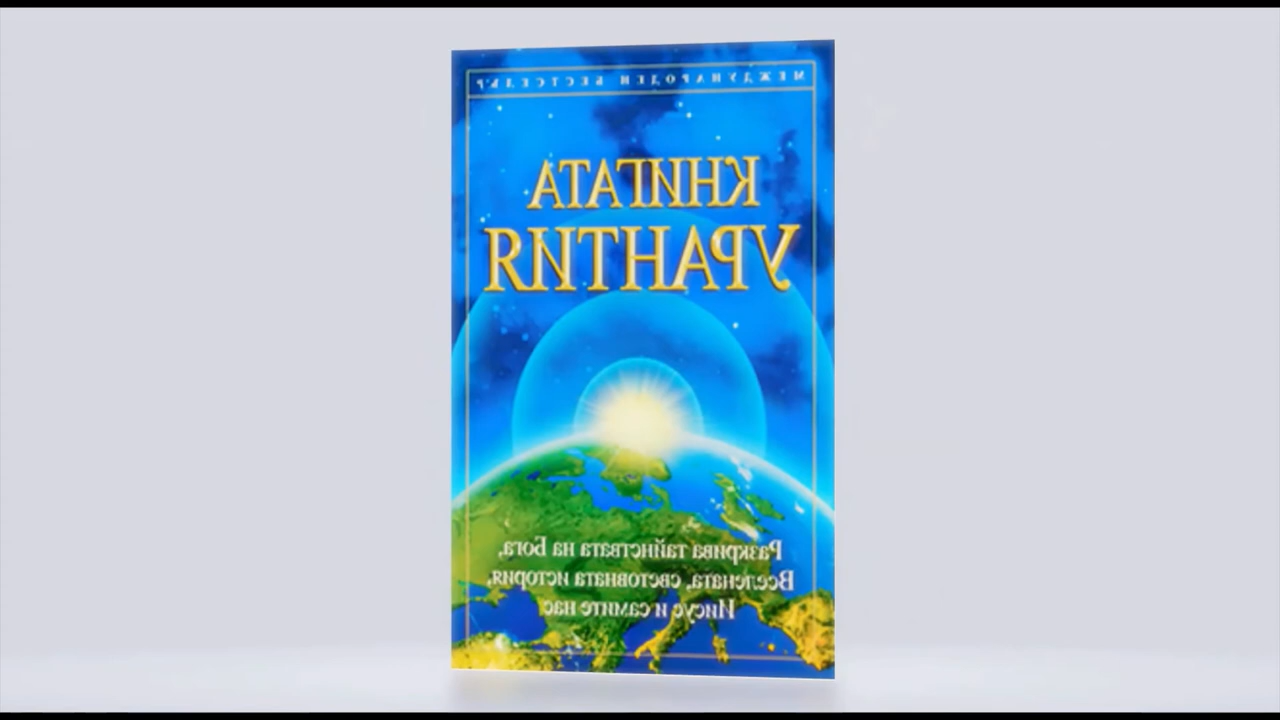 МЕЖДУНАРОДЕН БЕСТСЕЛЪР
КНИГАТА
УРАНТИЯ
Разкрива тайнствата на Бога,
Вселената, световната история,
Исус и самите нас